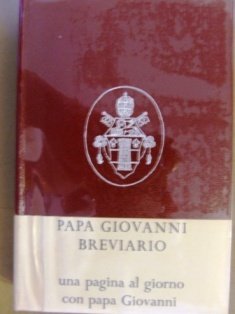 PAPA GIOVANNI
BREVIARIO
una pagina al giorno
con papa Giovanni